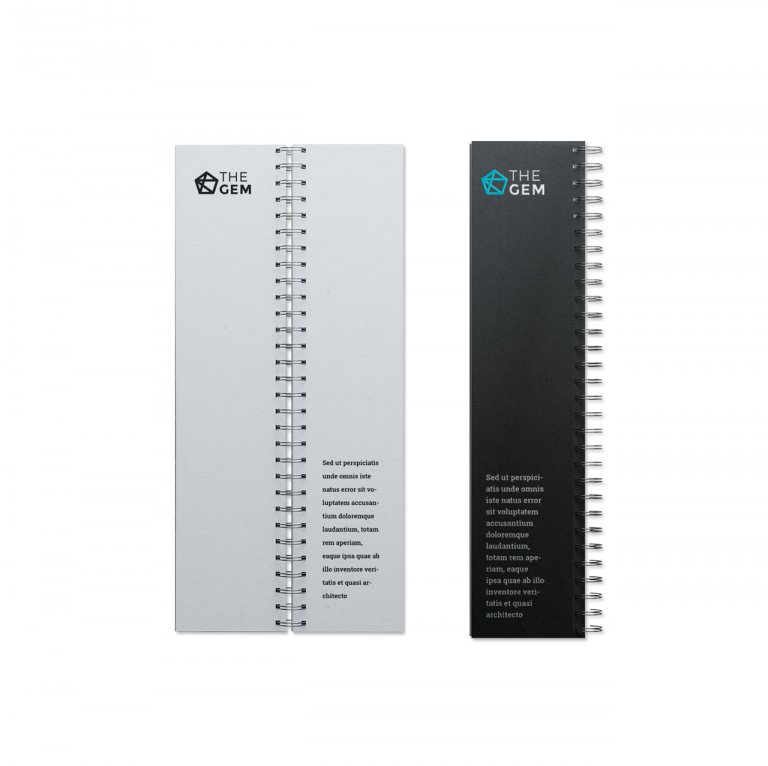 THE
GEM
Sed ut perspiciatis
unde omnis iste
natus error sit vo-
luptatem accusan-
tium doloremque
laudantium, totam
rem aperiam,
eaque ipsa quae ab
illo inventore veri-
tatis et quasi ar-
chitecto
THE
GEM
Sed ut perspici-
atis unde omnis
iste natus error
sit voluptatem
accusantium
doloremque
laudantium,
totam rem ape-
riam, eaque
ipsa quae ab illo
inventore veri-
tatis et quasi
architecto